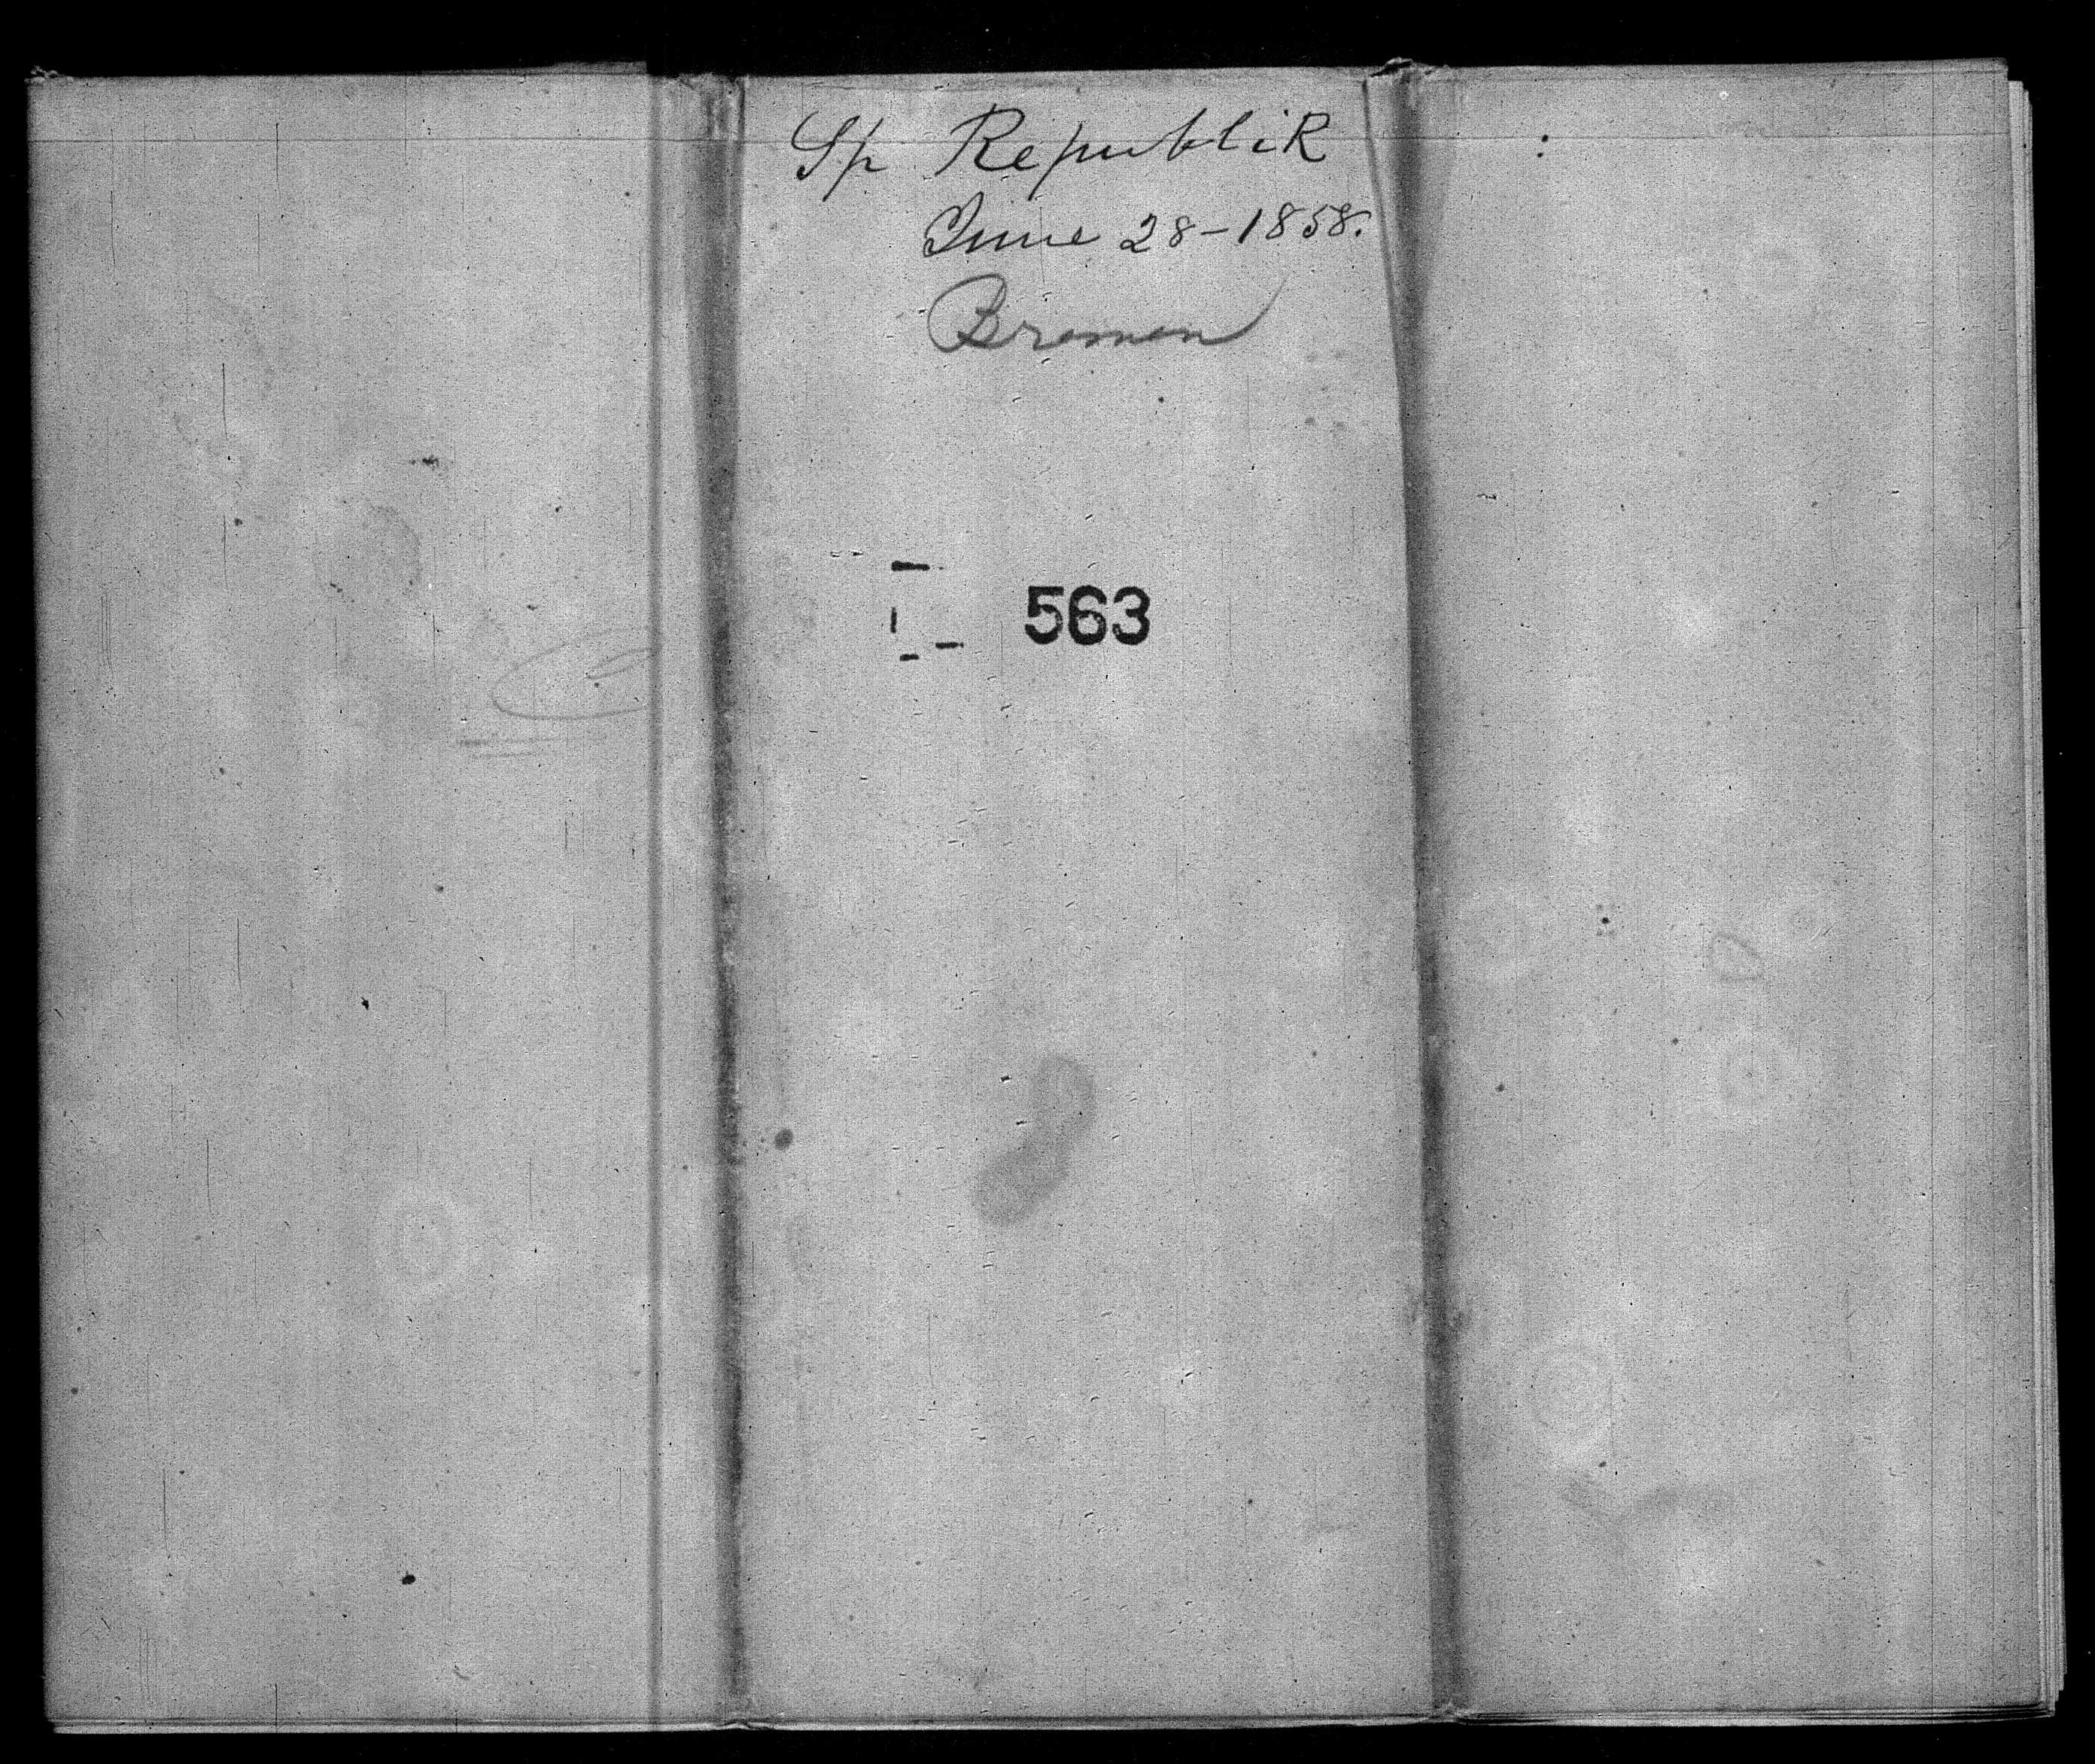 Sp Republik
June 28-1858.
Bremen
563